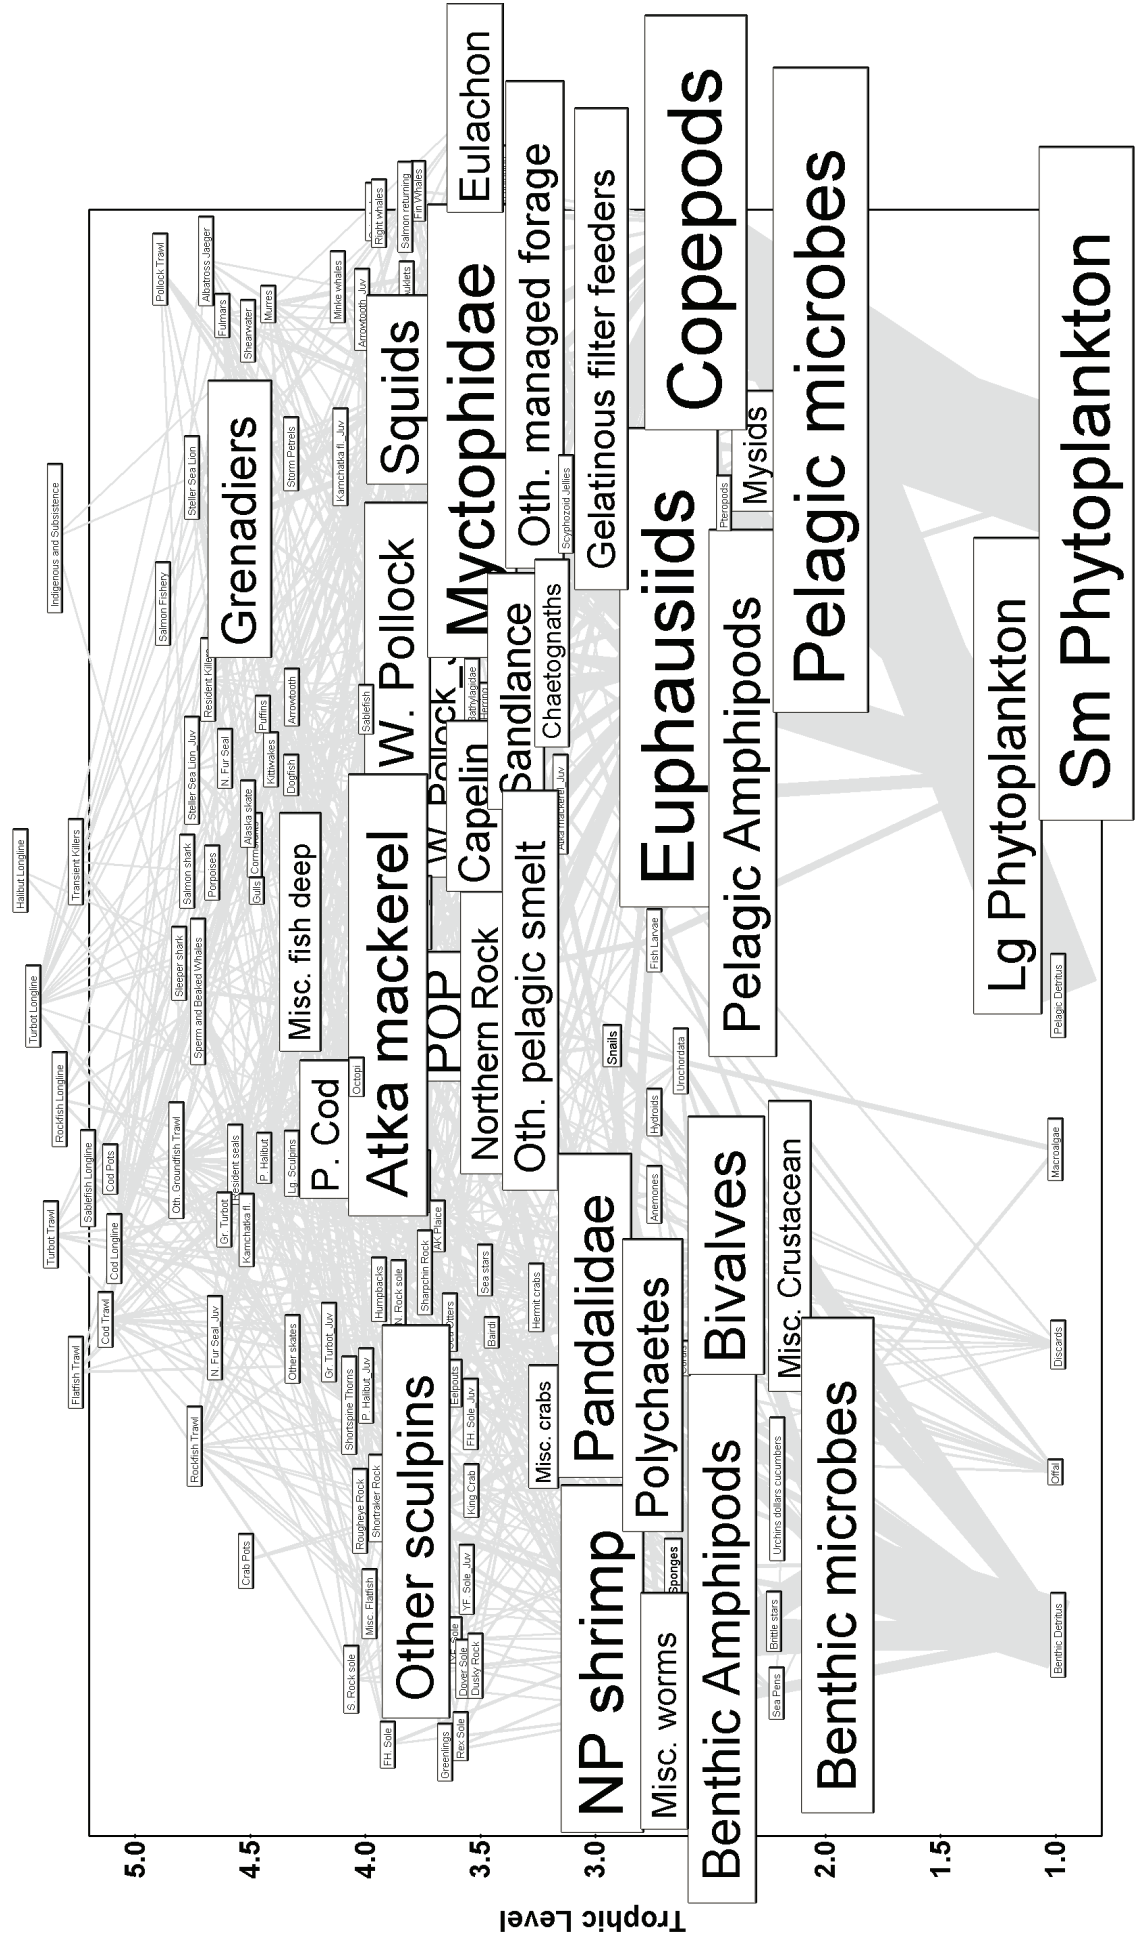 Halibut Longline
Turbot Longline
Indigenous and Subsistence
Rockfish Longline
Turbot Trawl
Transient Killers
Flatfish Trawl
Sablefish Longline
Cod Pots
Cod Longline
Cod Trawl
5.0
Pollock Trawl
Salmon Fishery
Oth. Groundfish Trawl
Sleeper shark
Salmon shark
Steller Sea Lion_Juv
Steller Sea Lion
Albatross Jaeger
Rockfish Trawl
Sperm and Beaked Whales
Porpoises
Resident Killers
Fulmars
N. Fur Seal_Juv
Gr. Turbot
Resident seals
N. Fur Seal
Grenadiers
Shearwater
4.5
Crab Pots
Kamchatka fl.
P. Halibut
Gulls
Alaska skate
Kittiwakes
Puffins
Murres
Other skates
Lg. Sculpins
Misc. fish deep
Dogfish
Arrowtooth
Storm Petrels
Gr. Turbot_Juv
P. Cod
Kamchatka fl._Juv
Minke whales
S. Rock sole
Shortspine Thorns
Octopi
Sablefish
Arrowtooth_Juv
4.0
Misc. Flatfish
Rougheye Rock
Shortraker Rock
P. Halibut_Juv
Humpbacks
Atka mackerel
W. Pollock
Squids
Right whales
FH. Sole
Other sculpins
N. Rock sole
Salmon returning
Fin Whales
Sharpchin Rock
AK Plaice
POP
W. Pollock_
Myctophidae
Greenlings
Rex Sole
Dover Sole
Dusky Rock
YF. Sole_Juv
King Crab
FH. Sole_Juv
Eelpouts
Bairdi
Sea stars
Northern Rock
Capelin
Bathylagidae
Herring
Eulachon
3.5
Misc. crabs
Hermit crabs
Oth. pelagic smelt
Sandlance
Chaetognaths
Scyphozoid Jellies
Oth. managed forage
Atka mackerel_Juv
3.0
NP shrimp
Pandalidae
Snails
Gelatinous filter feeders
Misc. worms
Sponges
Polychaetes
Anemones
Hydroids
Urochordata
Fish Larvae
Euphausiids
Copepods
Benthic Amphipods
Bivalves
Pelagic Amphipods
Pteropods
Mysids
Sea Pens
Brittle stars
Urchins dollars cucumbers
Misc. Crustacean
Pelagic microbes
2.0
Benthic microbes
1.5
Lg Phytoplankton
1.0
Benthic Detritus
Offal
Discards
Macroalgae
Pelagic Detritus
Sm Phytoplankton
Trophic Level